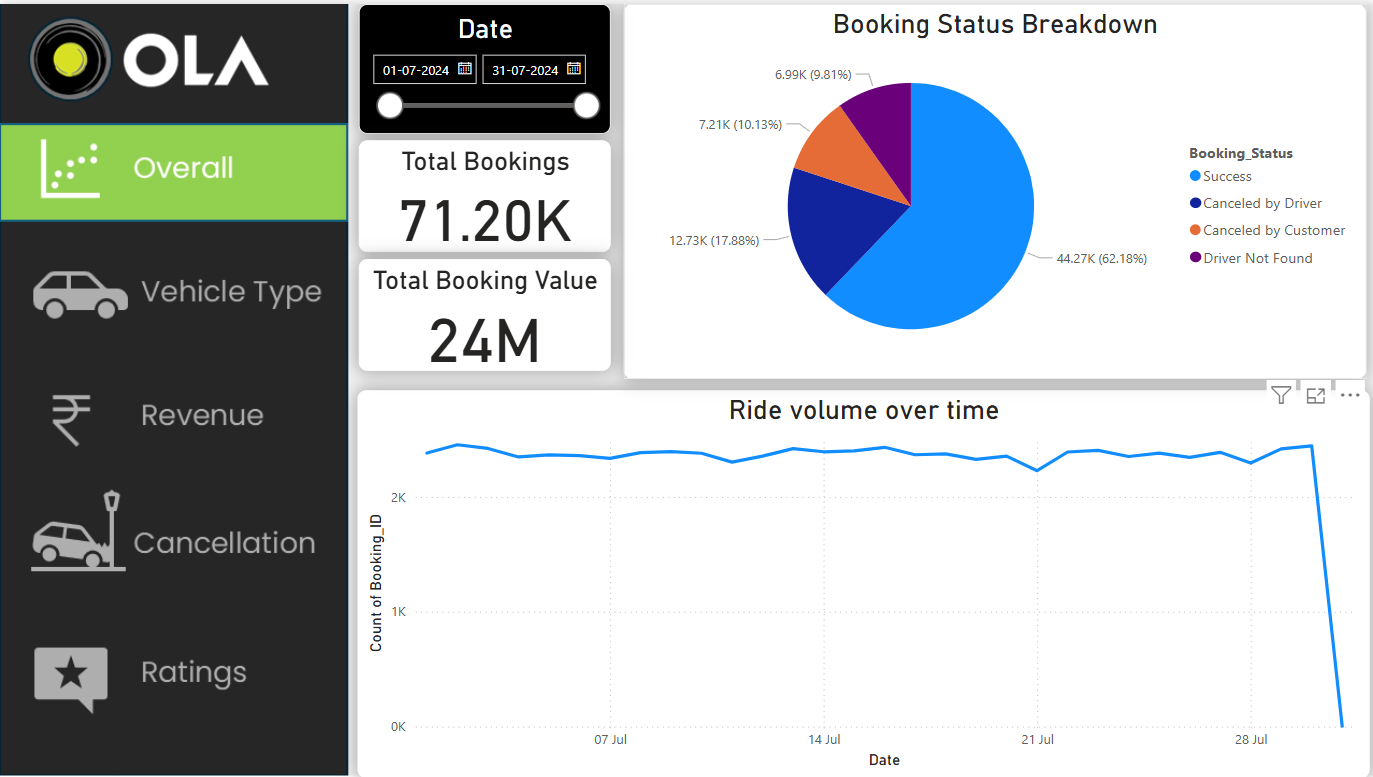 OLA
Overall
Vehicle Type
Revenue
Cancellation
Ratings
Date
01-07-2024
31-07-2024
Total Bookings
71.20K
Total Booking Value
24M
Booking Status Breakdown
6.99K (9.81%)
7.21K (10.13%)
12.73K (17.88%)
44.27K (62.18%)
Booking_Status
Success
Canceled by Driver
Canceled by Customer
Driver Not Found
Ride volume over time
Count of Booking_ID
2K
1K
0K
07 Jul
14 Jul
21 Jul
28 Jul
Date